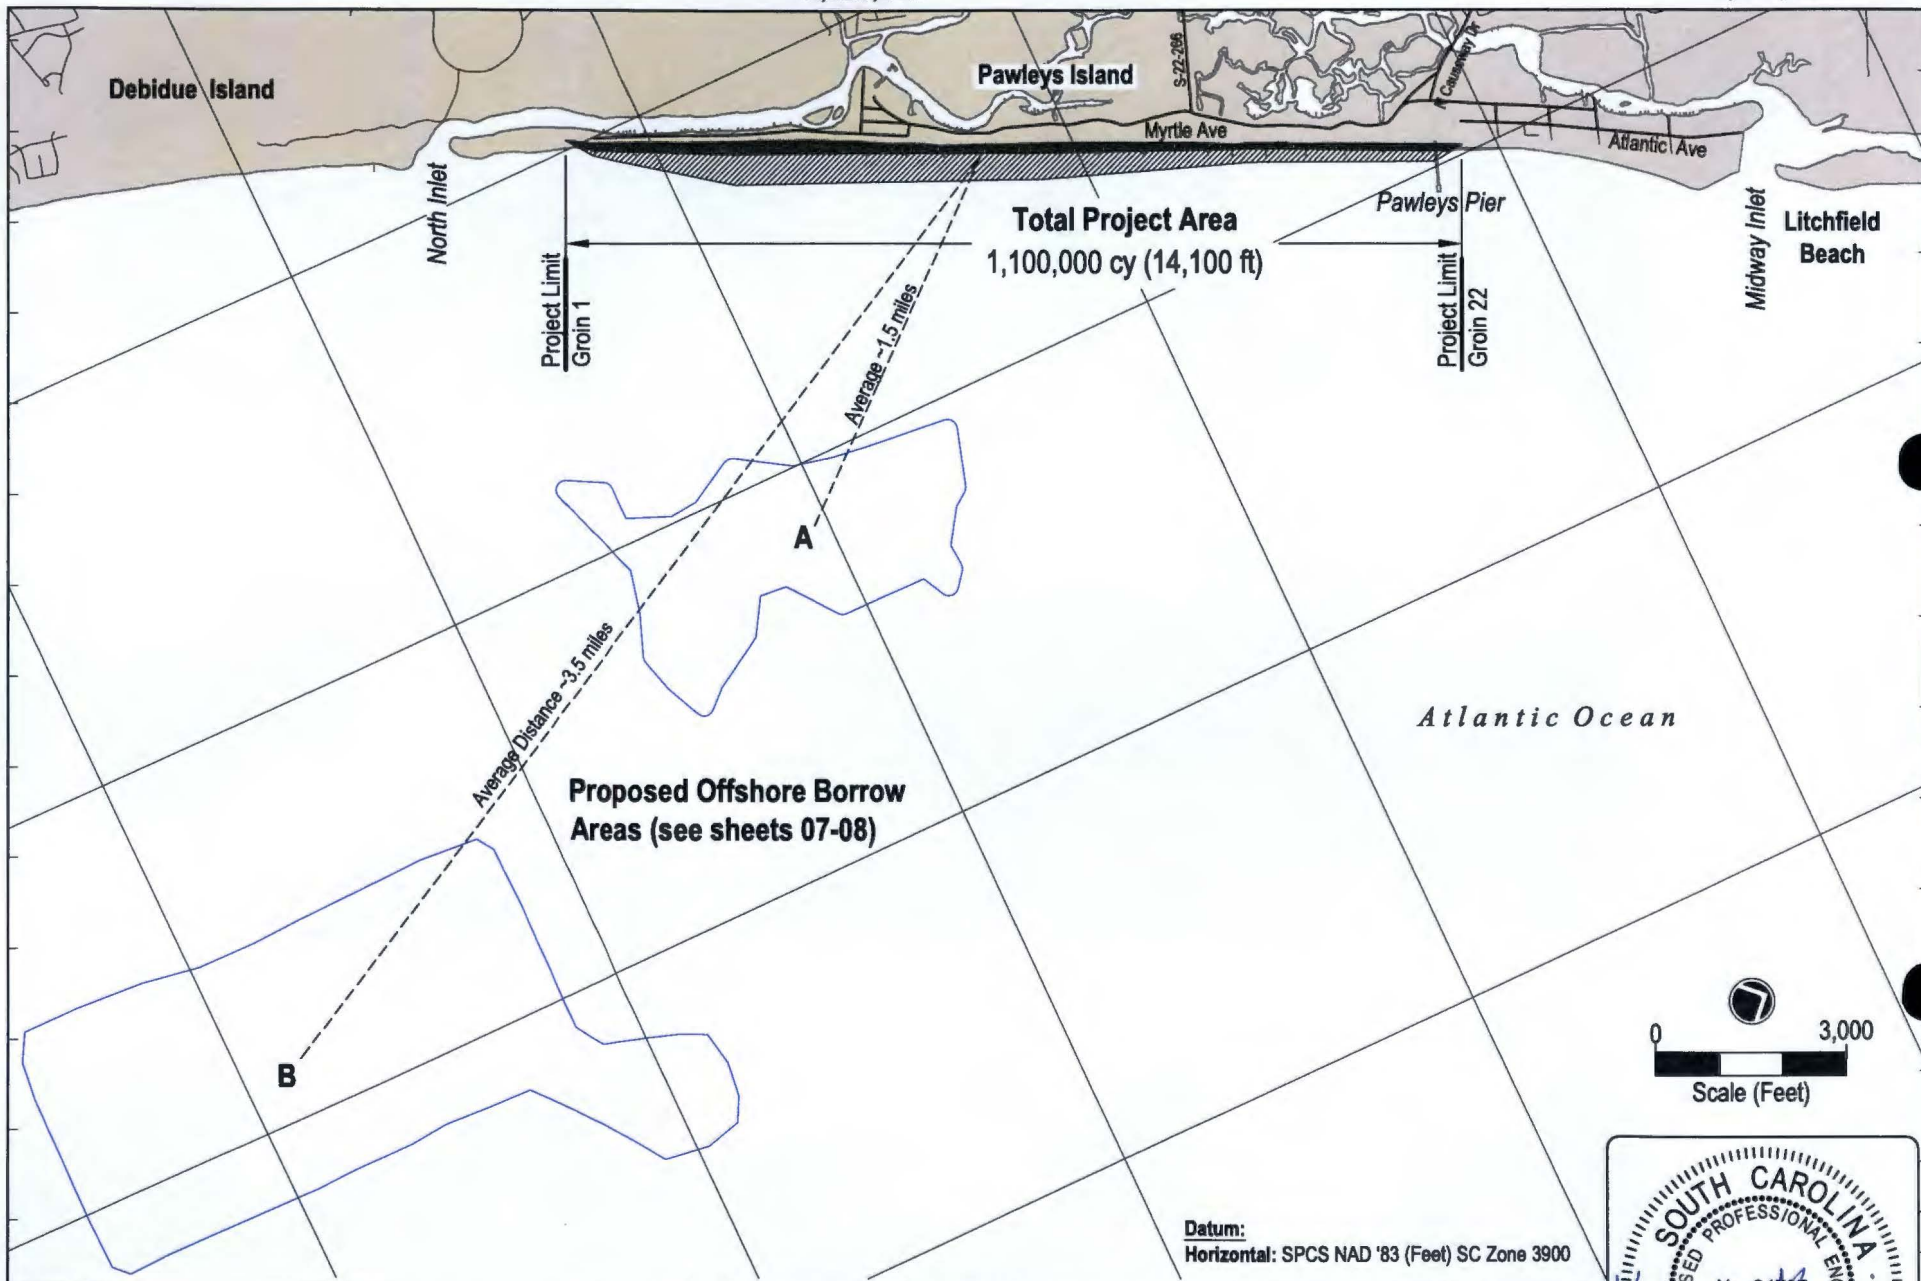 Debidue Island
Pawleys Island
S-22-266
N Causeway Dr
Myrtle Ave
Atlantic Ave
North Inlet
Pawleys Pier
Midway Inlet
Litchfield
Beach
Total Project Area
1,100,000 cy (14,100 ft)
Project Limit
Groin 1
Project Limit
Groin 22
Average ~1.5 miles
A
Average Distance ~3.5 miles
Atlantic Ocean
Proposed Offshore Borrow
Areas (see sheets 07-08)
B
0 3,000
Scale (Feet)
Datum:
Horizontal: SPCS NAD '83 (Feet) SC Zone 3900
SOUTH CAROLINA
PROFESSIONAL